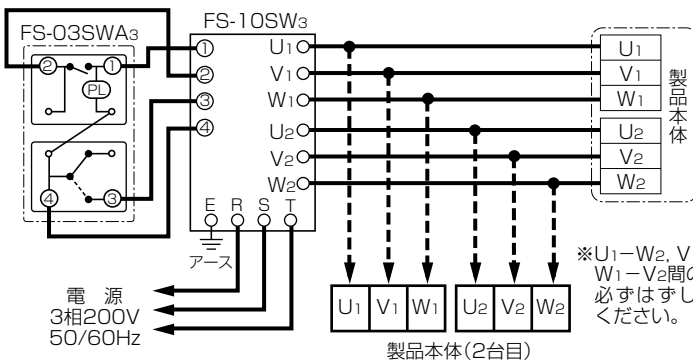 FS-10SW3
FS-03SWA3
② ① ① U1 U1
PL ② V1 V1
③ W1 W1
④ U2 U2
V2 V2
④ ③ W2 W2
製品本体
E R S T
アース
電源
3相200V
50/60Hz
U1 V1 W1 U2 V2 W2
製品本体(2台目)
※U1−W2, V
W1−V2間の
必ずはずし
ください。